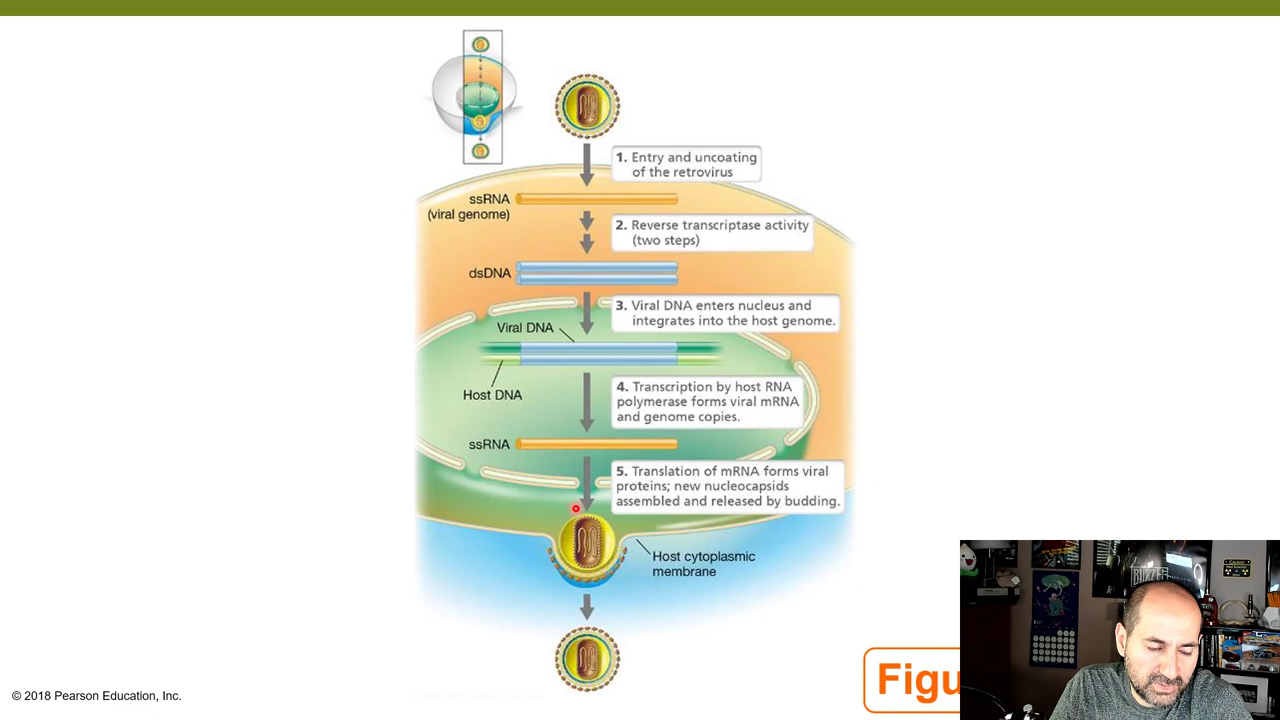 1. Entry and uncoating
of the retrovirus
ssRNA
(viral genome)
2. Reverse transcriptase activity
(two steps)
dsDNA
3. Viral DNA enters nucleus and
integrates into the host genome.
Viral DNA
Host DNA
4. Transcription by host RNA
polymerase forms viral mRNA
and genome copies.
ssRNA
5. Translation of mRNA forms viral
proteins; new nucleocapsids
assembled and released by budding.
Host cytoplasmic
membrane
Figu
© 2018 Pearson Education, Inc.
Caution